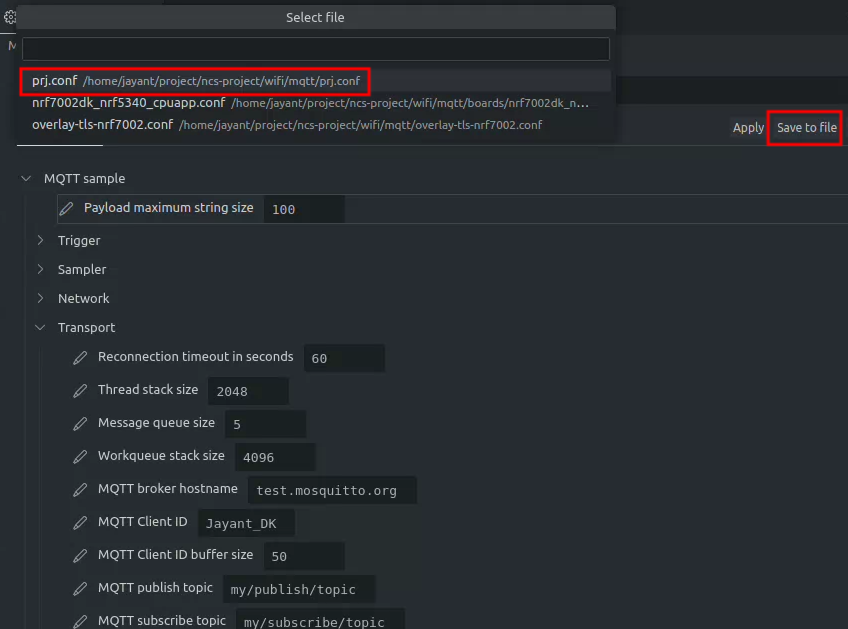 Select file
M
prj.conf /home/jayant/project/ncs-project/wifi/mqtt/prj.conf
nrf7002dk_nrf5340_cpuapp.conf /home/jayant/project/ncs-project/wifi/mqtt/boards/nrf7002dk_n...
overlay-tls-nrf7002.conf /home/jayant/project/ncs-project/wifi/mqtt/overlay-tls-nrf7002.conf
Apply Save to file
MQTT sample
Payload maximum string size 100
Trigger
Sampler
Network
Transport
Reconnection timeout in seconds 60
Thread stack size 2048
Message queue size 5
Workqueue stack size 4096
MQTT broker hostname test.mosquitto.org
MQTT Client ID Jayant_DK
MQTT Client ID buffer size 50
MQTT publish topic my/publish/topic
MQTT subscribe topic my/subscribe/topic